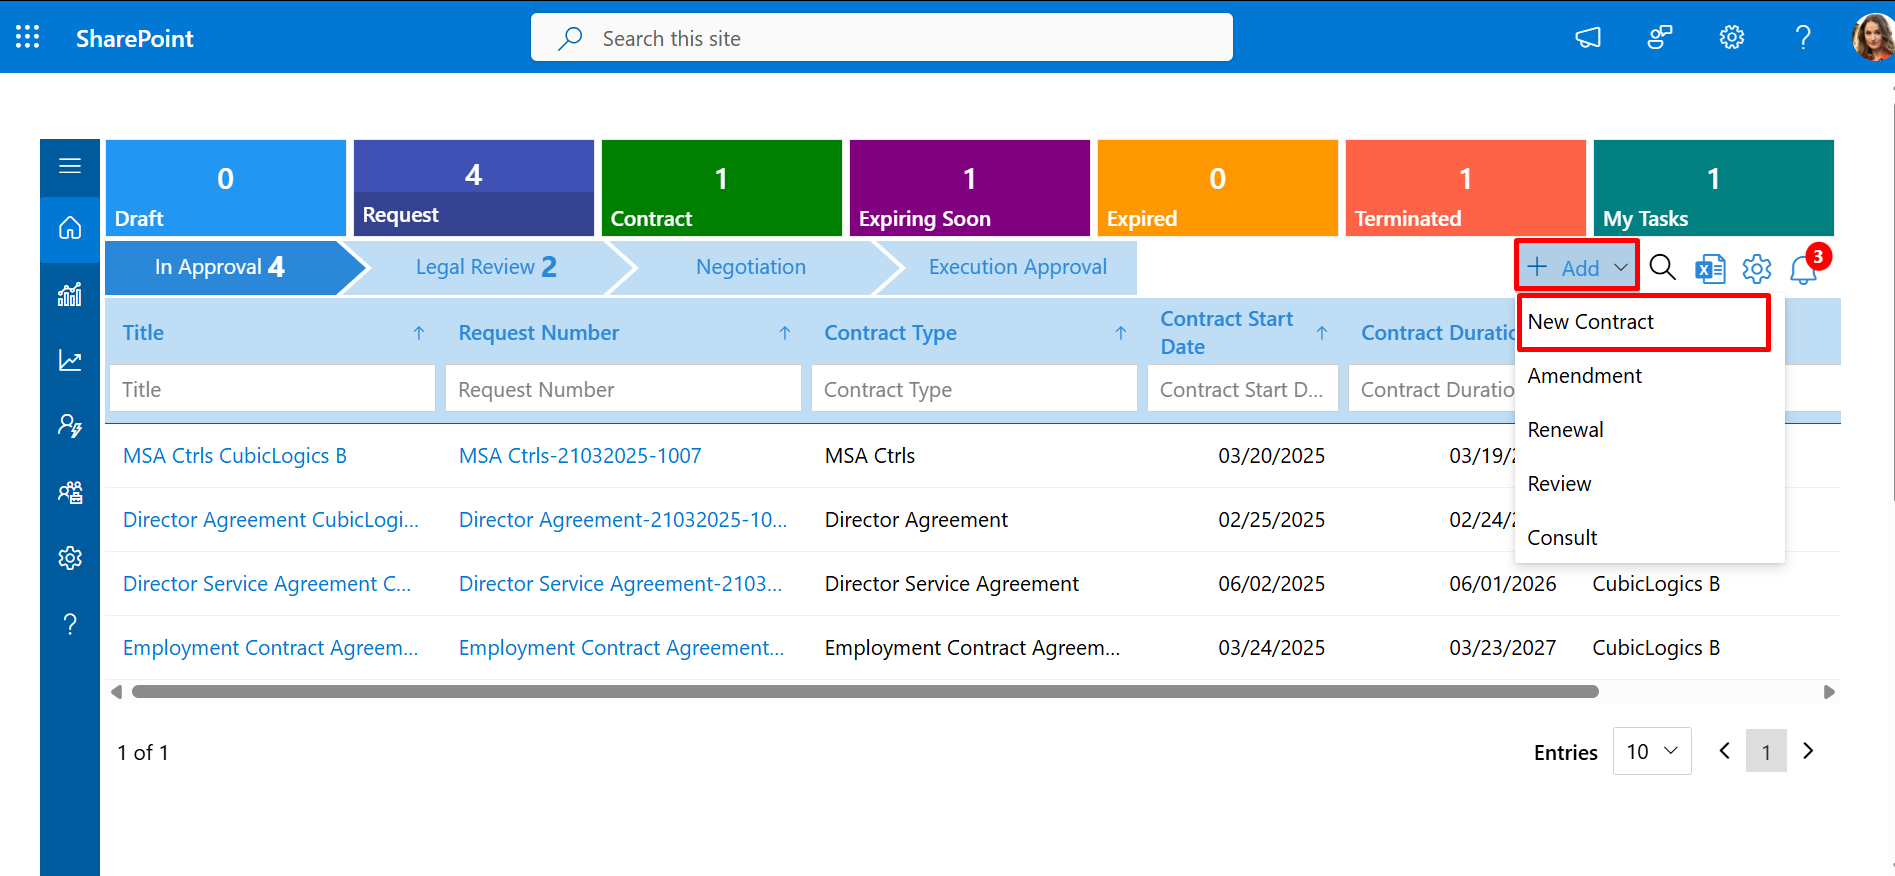 SharePoint
Search this site
0
Draft
4
Request
1
Contract
1
Expiring Soon
0
Expired
1
Terminated
1
My Tasks
In Approval 4
Legal Review 2
Negotiation
Execution Approval
+ Add
3
New Contract
Amendment
Renewal
Review
Consult
Title
Request Number
Contract Type
Contract Start
Date
Contract Duratio
Title
Request Number
Contract Type
Contract Start D...
Contract Duratio
MSA Ctrls CubicLogics B MSA Ctrls-21032025-1007 MSA Ctrls 03/20/2025 03/19/2
Director Agreement CubicLogi... Director Agreement-21032025-10... Director Agreement 02/25/2025 02/24/2
Director Service Agreement C... Director Service Agreement-2103... Director Service Agreement 06/02/2025 06/01/2026 CubicLogics B
Employment Contract Agreem... Employment Contract Agreement... Employment Contract Agreem... 03/24/2025 03/23/2027 CubicLogics B
1 of 1
Entries 10 1